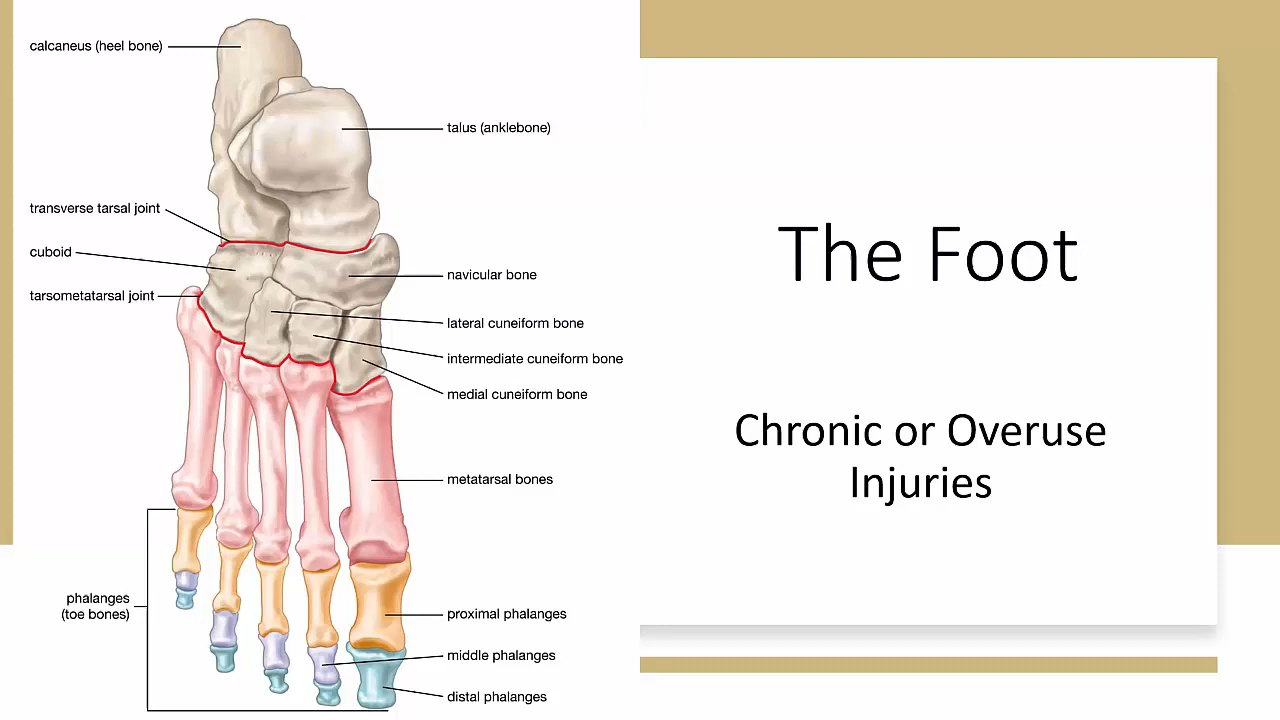 calcaneus (heel bone)
talus (anklebone)
transverse tarsal joint
cuboid
tarsometatarsal joint
navicular bone
lateral cuneiform bone
intermediate cuneiform bone
medial cuneiform bone
metatarsal bones
phalanges
(toe bones)
proximal phalanges
middle phalanges
distal phalanges
The Foot
Chronic or Overuse
Injuries